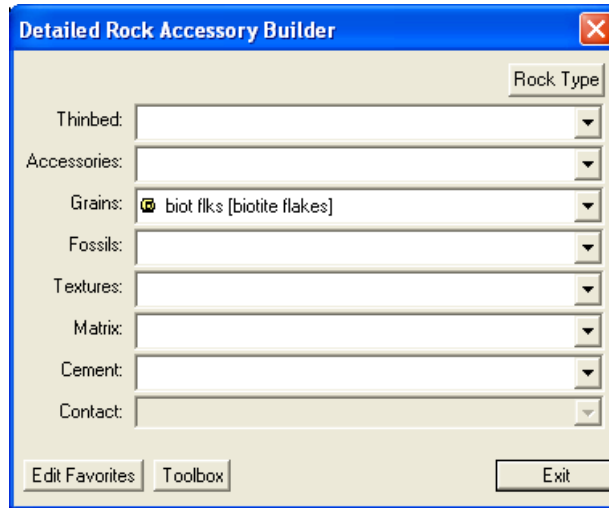 Detailed Rock Accessory Builder
Rock Type
Thinbed:
Accessories:
Grains: biot flks [biotite flakes]
Fossils:
Textures:
Matrix:
Cement:
Contact:
Edit Favorites Toolbox Exit